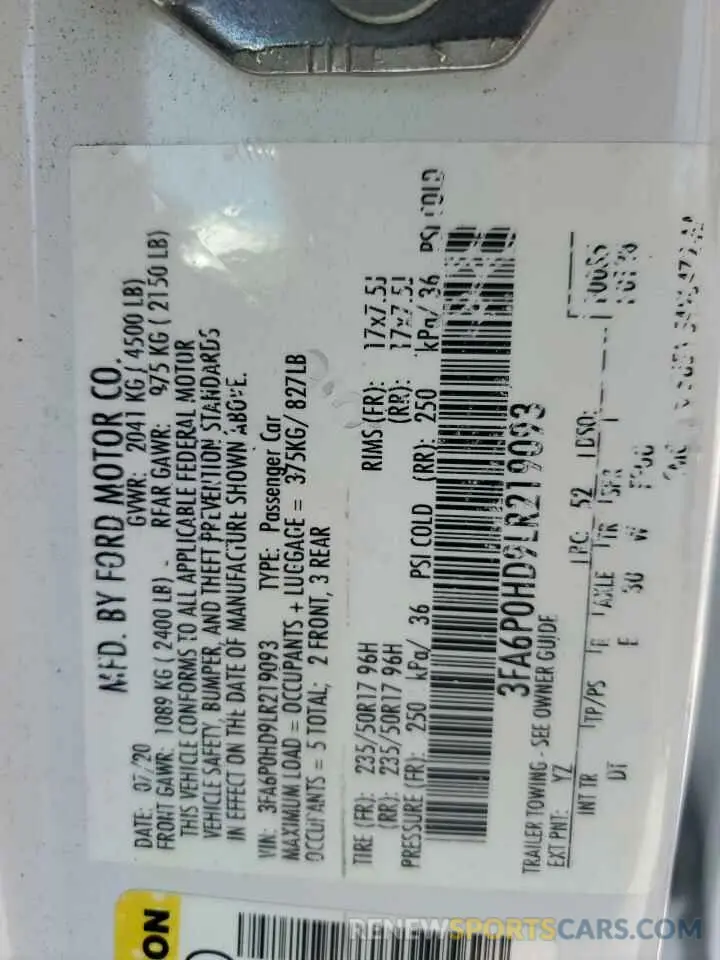 MFD. BY FORD MOTOR CO.
DATE: 07/20 GVWR: 2041 KG ( 4500 LB)
FRONT GAWR: 1089 KG ( 2400 LB) - REAR GAWR: 975 KG ( 2150 LB)
THIS VEHICLE CONFORMS TO ALL APPLICABLE FEDERAL MOTOR
VEHICLE SAFETY, BUMPER, AND THEFT PREVENTION STANDARDS
IN EFFECT ON THE DATE OF MANUFACTURE SHOWN ABOVE.
VIN: 3FA6P0HD9LR219093 TYPE: Passenger Car
MAXIMUM LOAD = OCCUPANTS + LUGGAGE = 375KG/ 827LB
OCCUPANTS = 5 TOTAL; 2 FRONT, 3 REAR
TIRE (FR): 235/50R17 96H RIMS (FR): 17x7.5J
(RR): 235/50R17 96H (RR): 17x7.5J
PRESSURE (FR): 250 kPa/ 36 PSI COLD (RR): 250 kPa/ 36 PSI COLD
3FA6P0HD9LR219093
TRAILER TOWING - SEE OWNER GUIDE
EXT PNT: YZ RC: 52 DSO:
INT TR TP/PS R AXLE TR SPR
DT E 30 W
ON
RENEWSPORTSCARS.COM